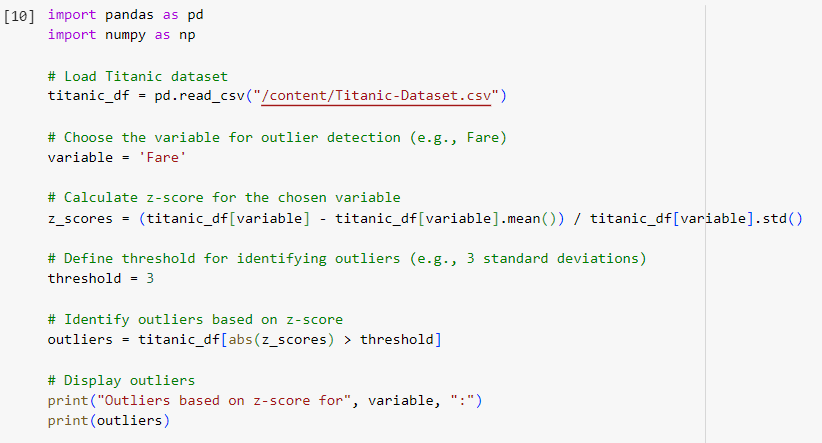 [10] import pandas as pd
import numpy as np
# Load Titanic dataset
titanic_df = pd.read_csv("/content/Titanic-Dataset.csv")
# Choose the variable for outlier detection (e.g., Fare)
variable = 'Fare'
# Calculate z-score for the chosen variable
z_scores = (titanic_df[variable] - titanic_df[variable].mean()) / titanic_df[variable].std()
# Define threshold for identifying outliers (e.g., 3 standard deviations)
threshold = 3
# Identify outliers based on z-score
outliers = titanic_df[abs(z_scores) > threshold]
# Display outliers
print("Outliers based on z-score for", variable, ":")
print(outliers)